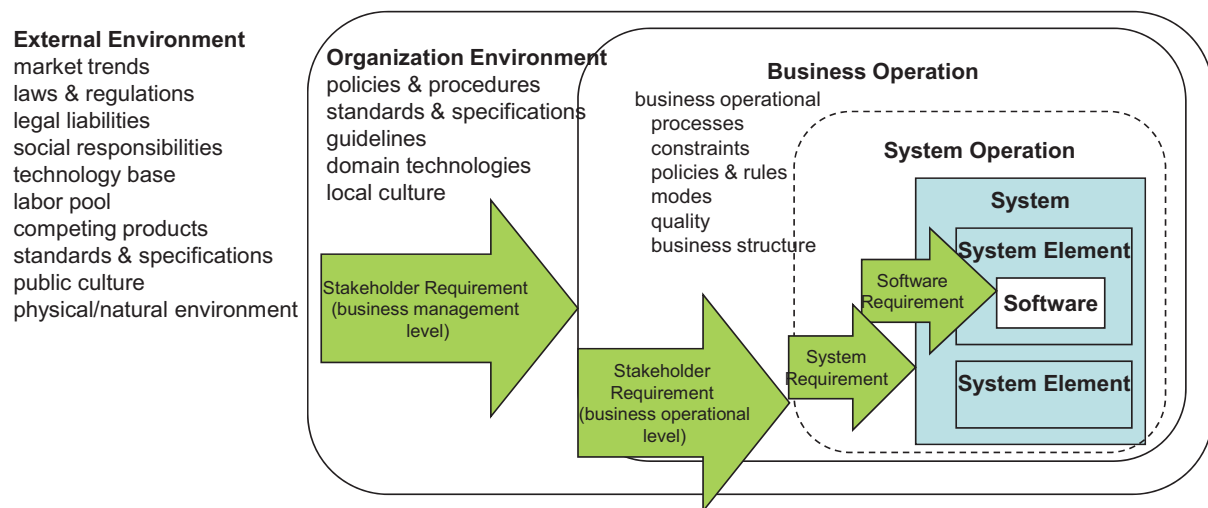 External Environment
market trends
laws & regulations
legal liabilities
social responsibilities
technology base
labor pool
competing products
standards & specifications
public culture
physical/natural environment
Organization Environment
policies & procedures
standards & specifications
guidelines
domain technologies
local culture
Stakeholder Requirement
(business management
level)
Business Operation
business operational
processes
constraints
policies & rules
modes
quality
business structure
Stakeholder
Requirement
(business operational
level)
System Operation
System
Requirement
Software
Requirement
System
System Element
Software
System Element